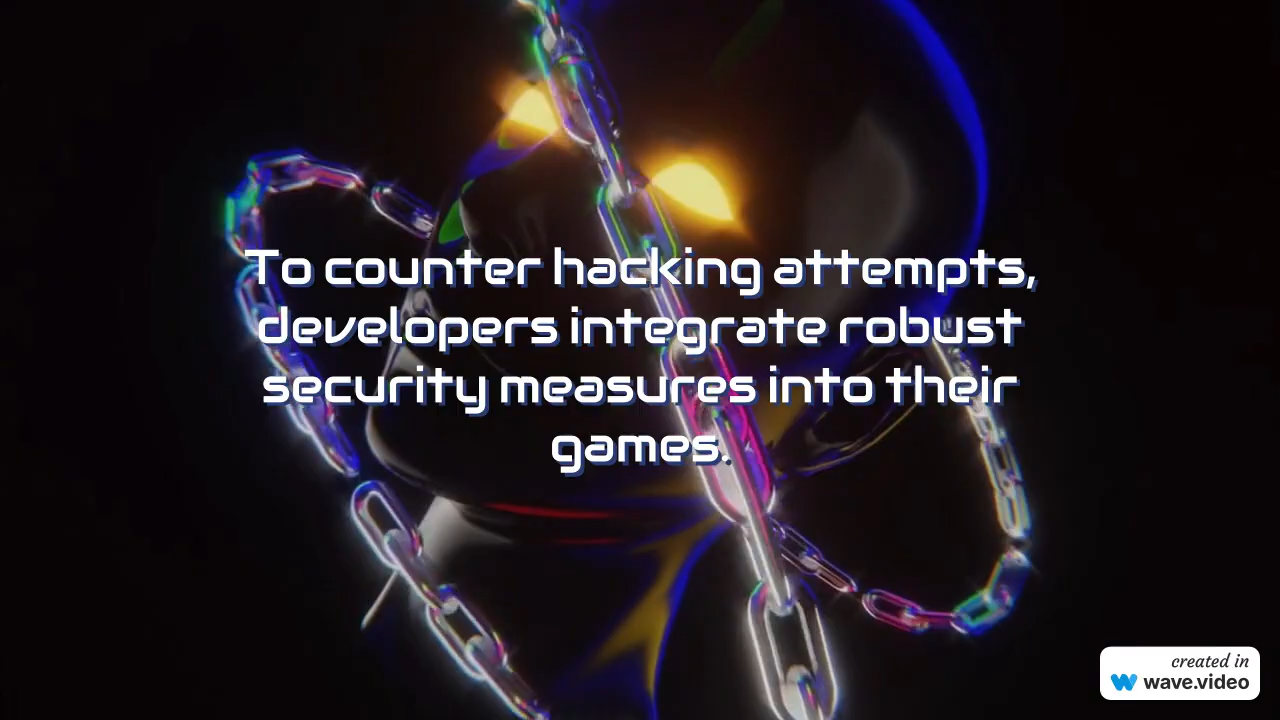 To counter hacking attempts,
developers integrate robust
security measures into their
games.
created in
wave.video